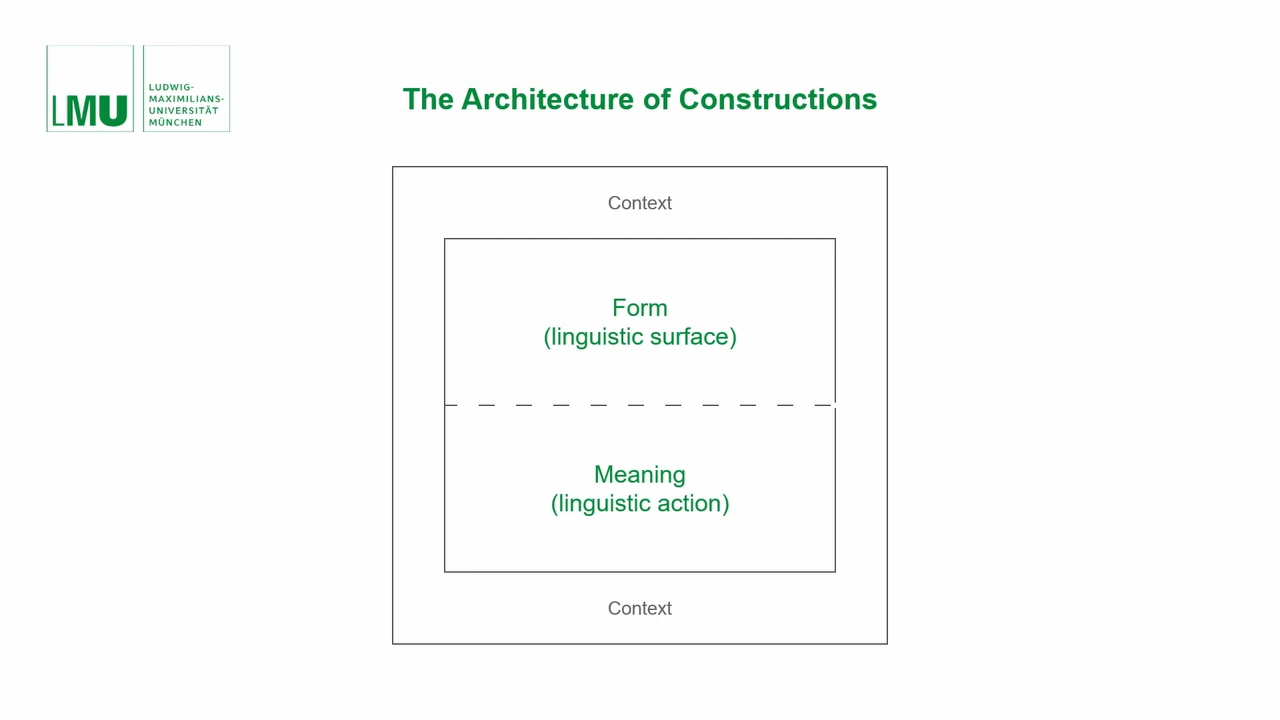 LMU
LUDWIG-
MAXIMILIANS-
UNIVERSITÄT
MÜNCHEN
The Architecture of Constructions
Context
Form
(linguistic surface)
Meaning
(linguistic action)
Context